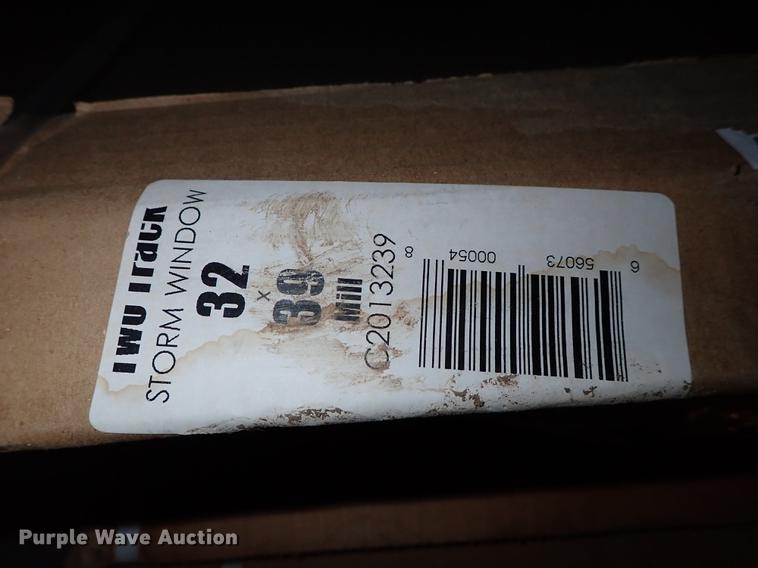 Two Track
STORM WINDOW
32
x
39
Mill
C2013239
6 56073 00054 8
Purple Wave Auction